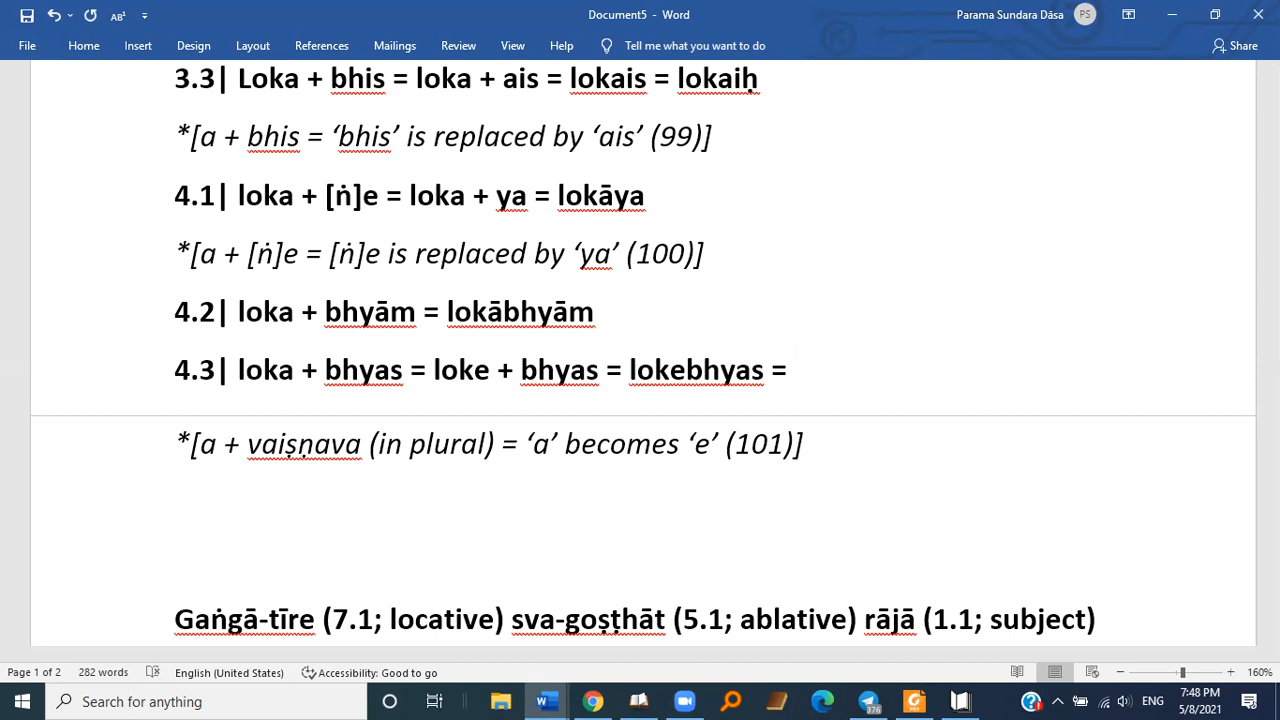 Document5 - Word
Parama Sundara Dāsa PS
File Home Insert Design Layout References Mailings Review View Help Tell me what you want to do Share
3.3| Loka + bhis = loka + ais = lokais = lokaiḥ
*[a + bhis = ‘bhis’ is replaced by ‘ais’ (99)]
4.1| loka + [ṅ]e = loka + ya = lokāya
*[a + [ṅ]e = [ṅ]e is replaced by ‘ya’ (100)]
4.2| loka + bhyām = lokābhyām
4.3| loka + bhyas = loke + bhyas = lokebhyas =
*[a + vaiṣṇava (in plural) = ‘a’ becomes ‘e’ (101)]
Gaṅgā-tīre (7.1; locative) sva-goṣṭhāt (5.1; ablative) rājā (1.1; subject)
Page 1 of 2 282 words English (United States) Accessibility: Good to go 160%
Search for anything
376
ENG
7:48 PM
5/8/2021